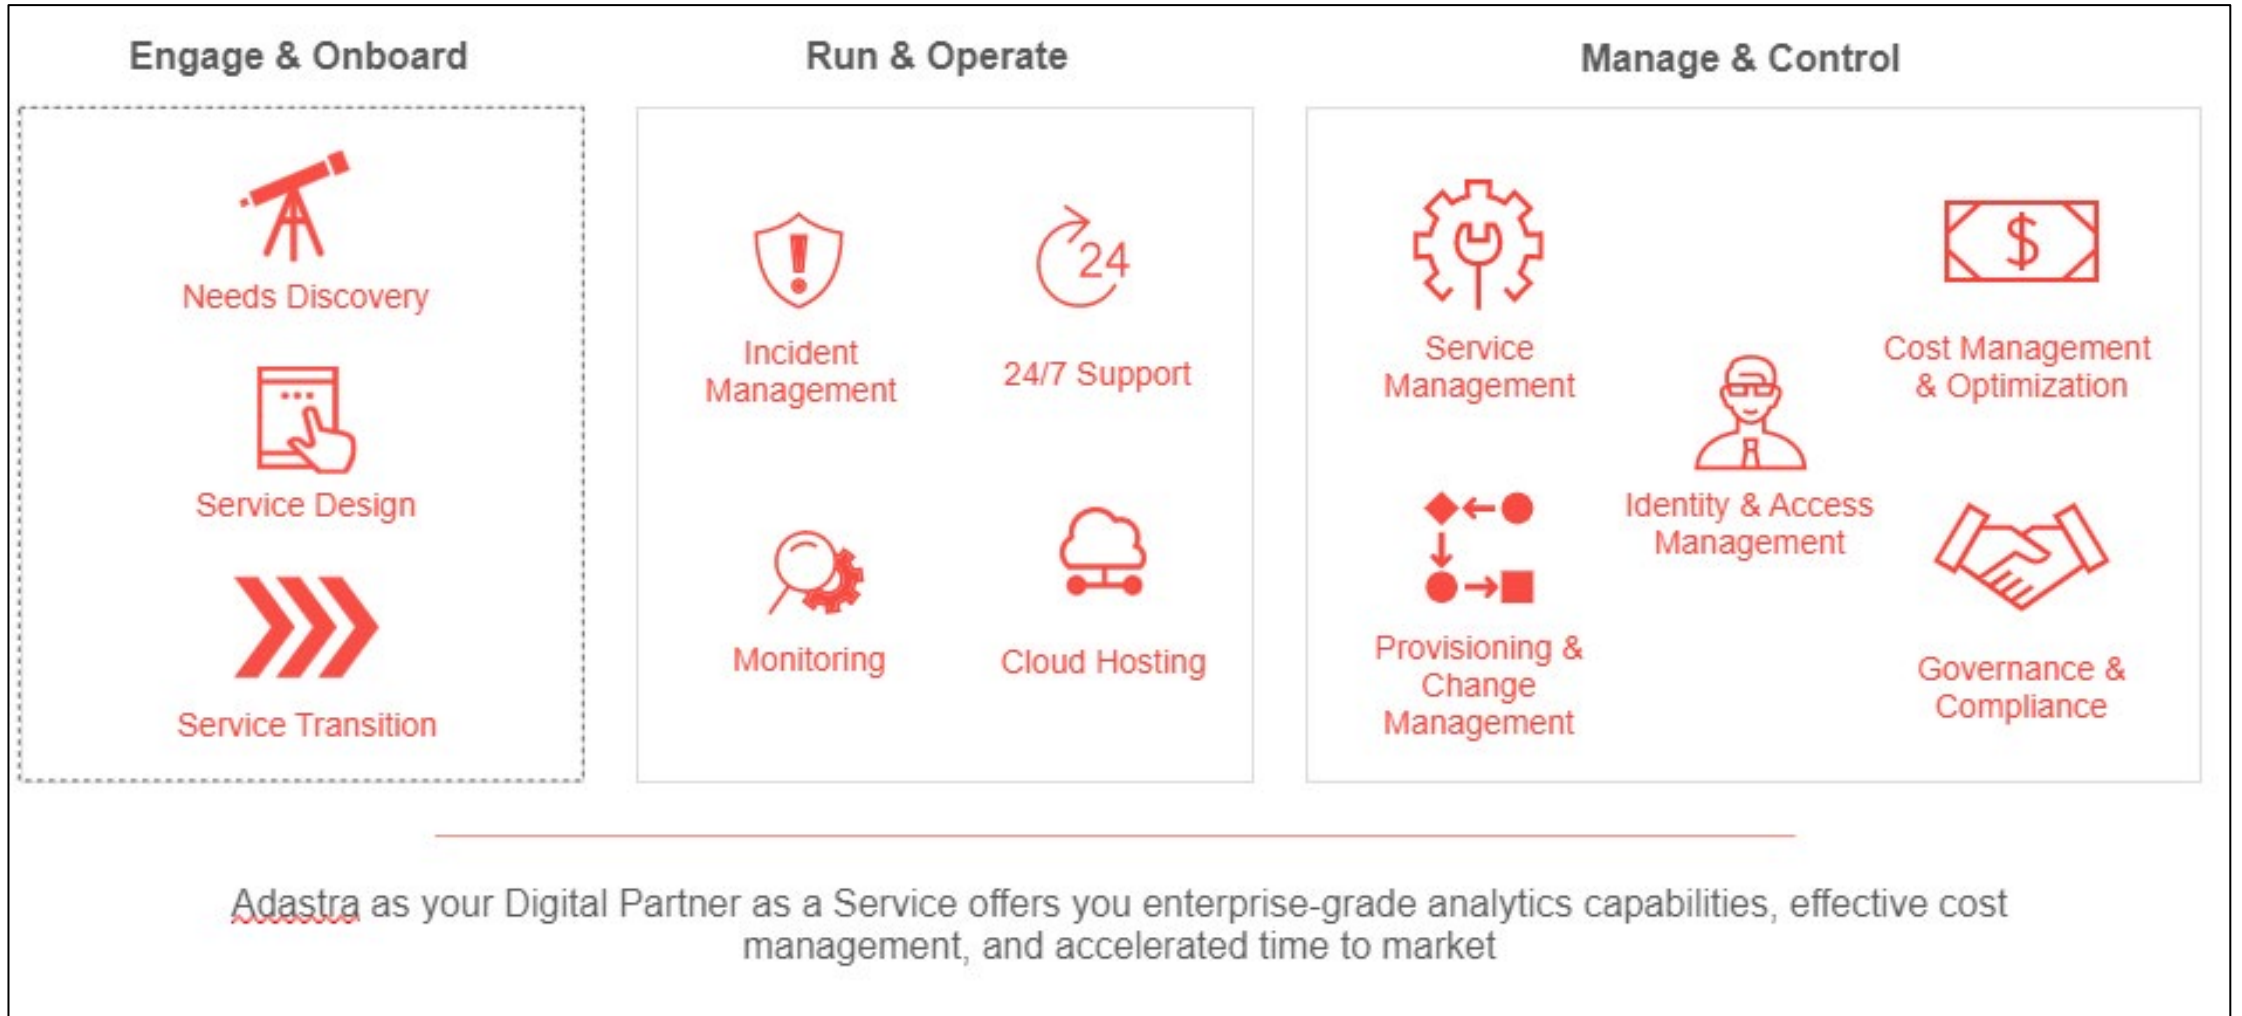 Engage & Onboard
Needs Discovery
Service Design
Service Transition
Run & Operate
Incident
Management
24
24/7 Support
Monitoring
Cloud Hosting
Manage & Control
Service
Management
$
Cost Management
& Optimization
Identity & Access
Management
Provisioning &
Change
Management
Governance &
Compliance
Adastra as your Digital Partner as a Service offers you enterprise-grade analytics capabilities, effective cost
management, and accelerated time to market